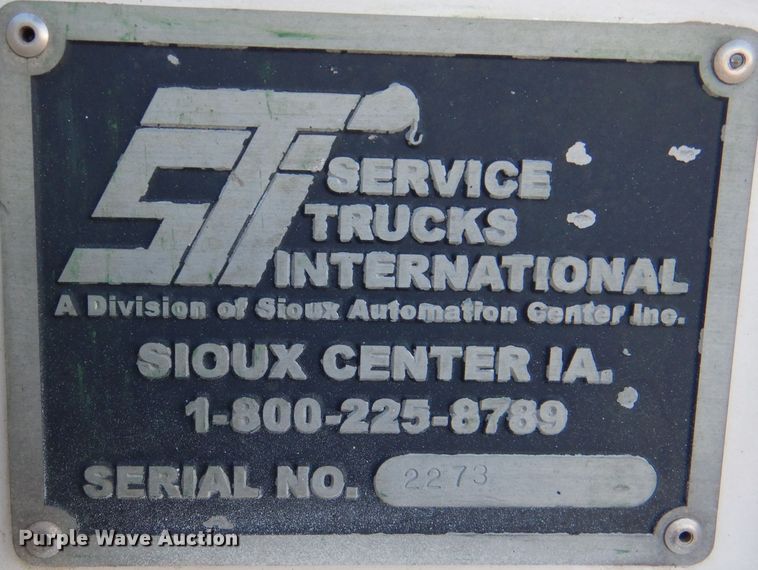 STi
SERVICE
TRUCKS
INTERNATIONAL
A Division of Sioux Automation Center Inc.
SIOUX CENTER IA.
1-800-225-8789
SERIAL NO. 2273
Purple Wave Auction